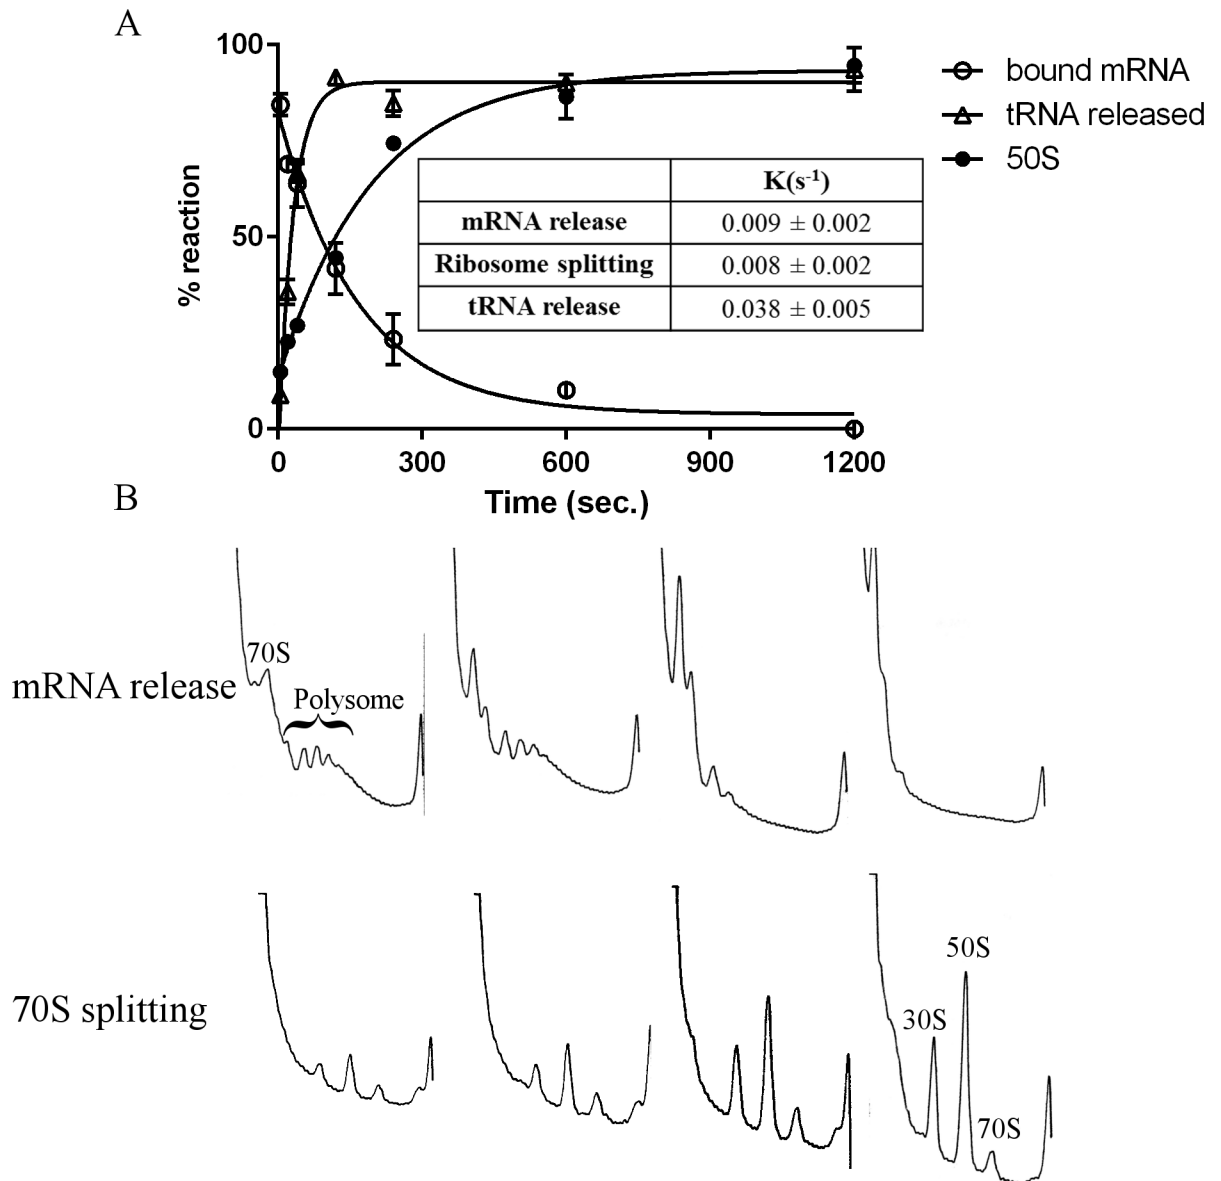 A
100
50
0
% reaction
0 300 600 900 1200
Time (sec.)
bound mRNA
tRNA released
50S
K(s⁻¹)
mRNA release 0.009 ± 0.002
Ribosome splitting 0.008 ± 0.002
tRNA release 0.038 ± 0.005
B
mRNA release
70S
Polysome
70S splitting
50S
30S
70S